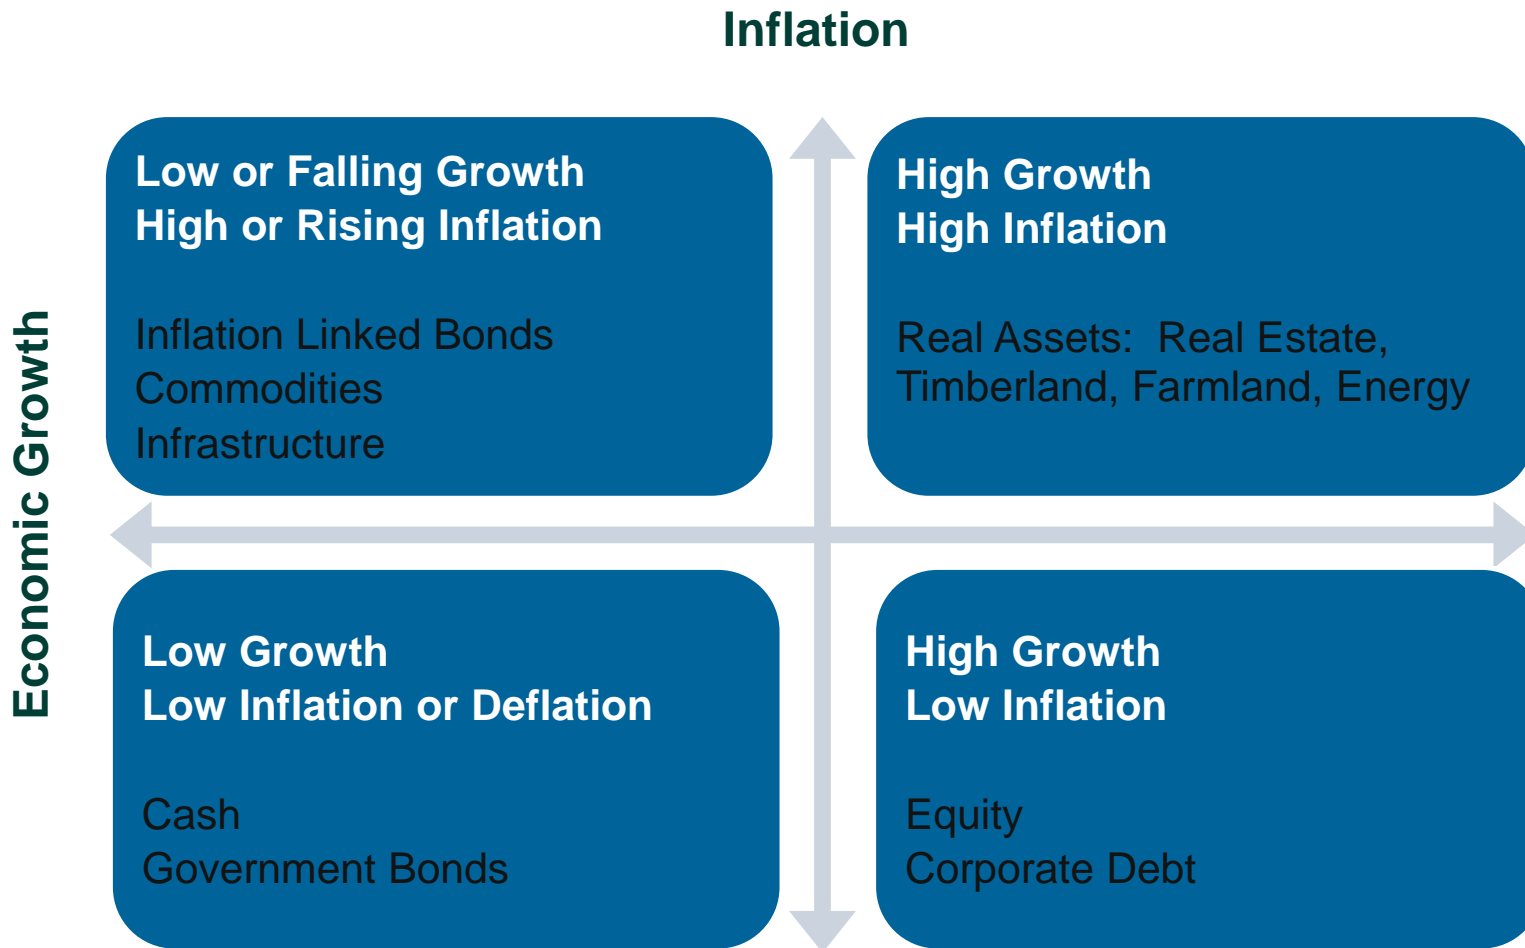 Inflation
Economic Growth
Low or Falling Growth
High or Rising Inflation
Inflation Linked Bonds
Commodities
Infrastructure
High Growth
High Inflation
Real Assets:  Real Estate,
Timberland, Farmland, Energy
Low Growth
Low Inflation or Deflation
Cash
Government Bonds
High Growth
Low Inflation
Equity
Corporate Debt